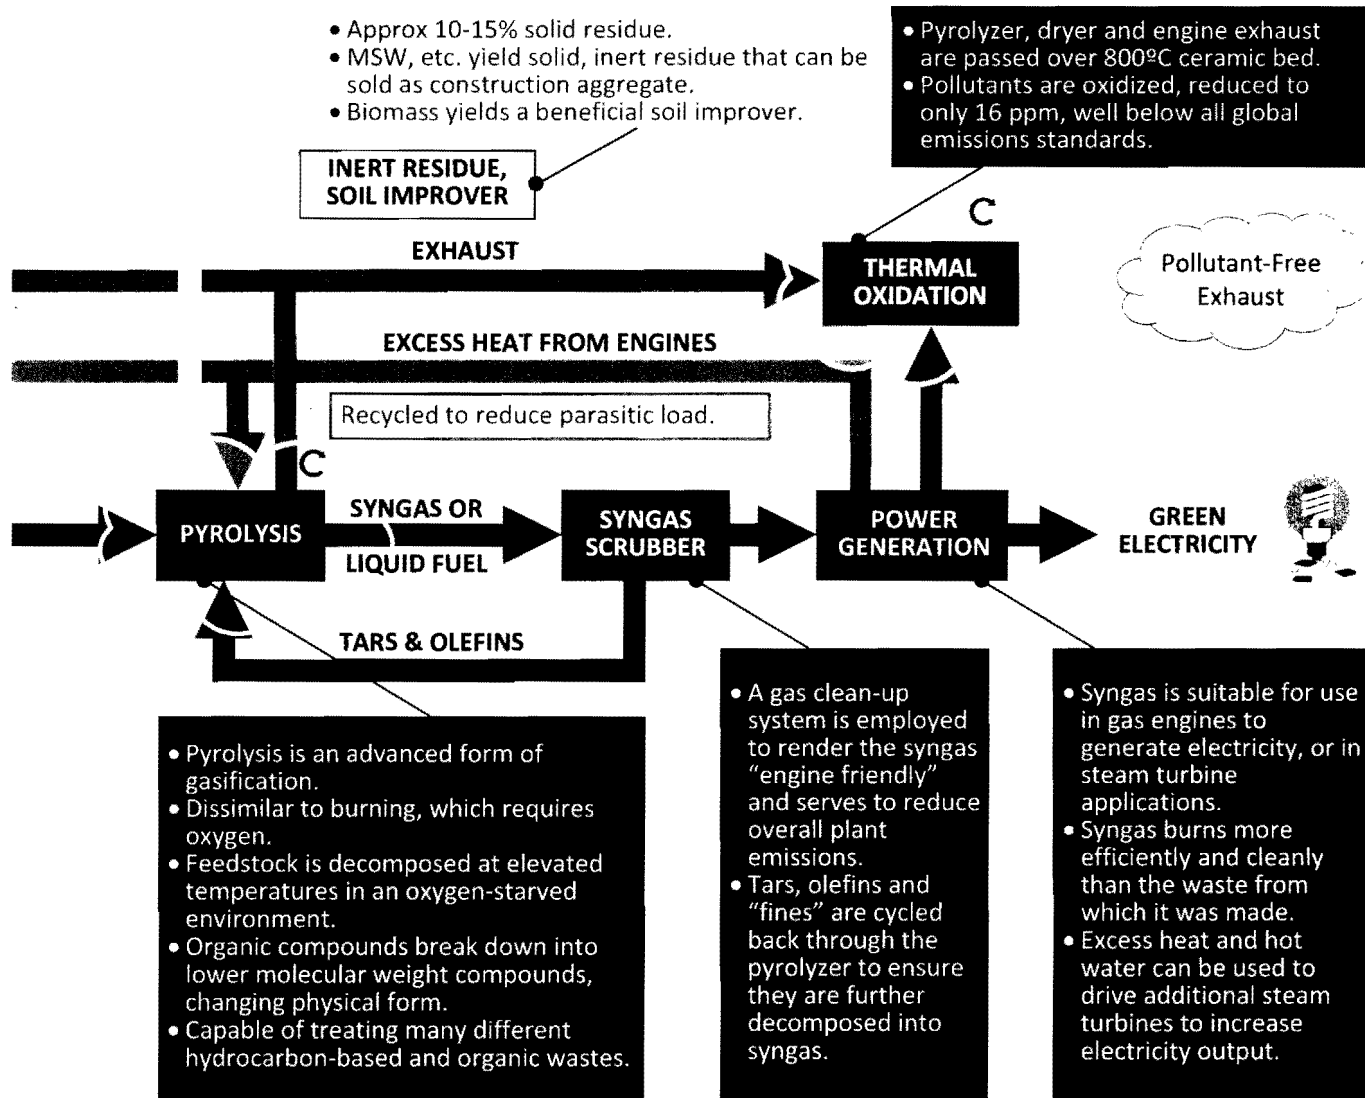 • Approx 10-15% solid residue.
• MSW, etc. yield solid, inert residue that can be
sold as construction aggregate.
• Biomass yields a beneficial soil improver.
• Pyrolyzer, dryer and engine exhaust
are passed over 800ºC ceramic bed.
• Pollutants are oxidized, reduced to
only 16 ppm, well below all global
emissions standards.
INERT RESIDUE,
SOIL IMPROVER
C
EXHAUST
THERMAL
OXIDATION
Pollutant-Free
Exhaust
EXCESS HEAT FROM ENGINES
Recycled to reduce parasitic load.
C
PYROLYSIS
SYNGAS OR
LIQUID FUEL
SYNGAS
SCRUBBER
POWER
GENERATION
GREEN
ELECTRICITY
TARS & OLEFINS
• Pyrolysis is an advanced form of
gasification.
• Dissimilar to burning, which requires
oxygen.
• Feedstock is decomposed at elevated
temperatures in an oxygen-starved
environment.
• Organic compounds break down into
lower molecular weight compounds,
changing physical form.
• Capable of treating many different
hydrocarbon-based and organic wastes.
• A gas clean-up
system is employed
to render the syngas
“engine friendly”
and serves to reduce
overall plant
emissions.
• Tars, olefins and
“fines” are cycled
back through the
pyrolyzer to ensure
they are further
decomposed into
syngas.
• Syngas is suitable for use
in gas engines to
generate electricity, or in
steam turbine
applications.
• Syngas burns more
efficiently and cleanly
than the waste from
which it was made.
• Excess heat and hot
water can be used to
drive additional steam
turbines to increase
electricity output.